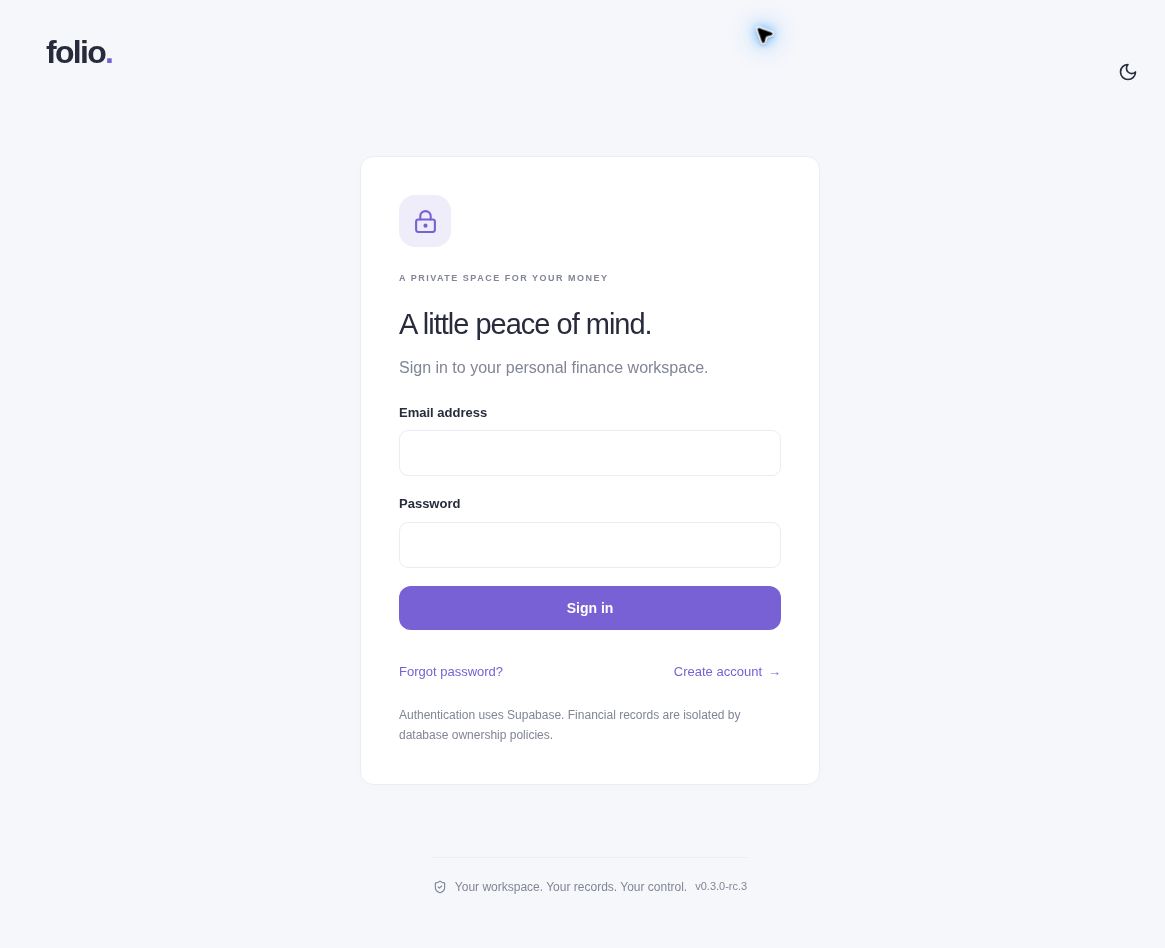 folio.
A PRIVATE SPACE FOR YOUR MONEY
A little peace of mind.
Sign in to your personal finance workspace.
Email address
Password
Sign in
Forgot password?
Create account →
Authentication uses Supabase. Financial records are isolated by
database ownership policies.
Your workspace. Your records. Your control. v0.3.0-rc.3